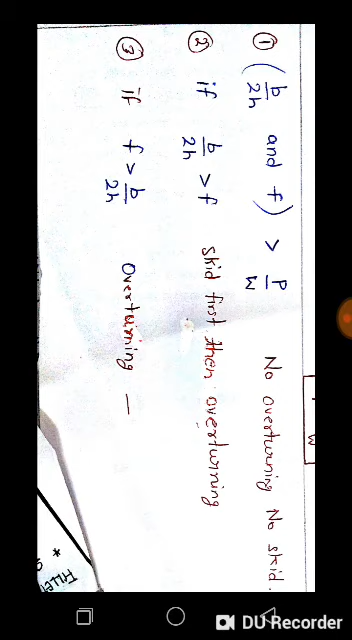 ① (b/2h and f) > P/W No overturning No skid.
② if b/2h > f skid first then overturning
③ if f > b/2h Overturning —
W
* FILLE
DU Recorder